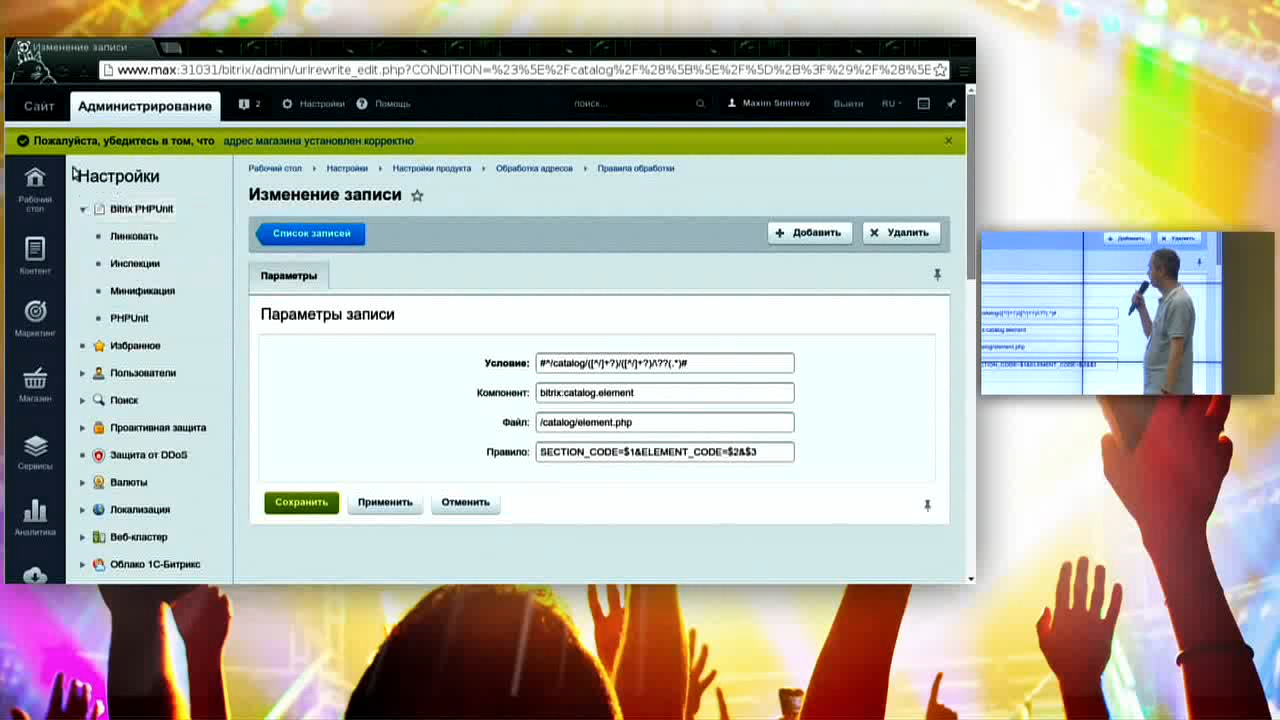 Изменение записи
www.max:31031/bitrix/admin/urlrewrite_edit.php?CONDITION=%23%5E%2Fcatalog%2F%28%5B%5E%2F%5D%2B%3F%29%2F%28%5E
Сайт
Администрирование
2
Настройки
Помощь
поиск...
Maxim Smirnov
Выйти
RU
Пожалуйста, убедитесь в том, что адрес магазина установлен корректно
Рабочий стол
Контент
Маркетинг
Магазин
Сервисы
Аналитика
Настройки
Bitrix PHPUnit
Линковать
Инспекции
Минификация
PHPUnit
Избранное
Пользователи
Поиск
Проактивная защита
Защита от DDoS
Валюты
Локализация
Веб-кластер
Облако 1С-Битрикс
Рабочий стол Настройки Настройки продукта Обработка адресов Правила обработки
Изменение записи
Список записей
Добавить
Удалить
Параметры
Параметры записи
Условие: #^/catalog/([^/]+?)/([^/]+?)/\??(.*)#
Компонент: bitrix:catalog.element
Файл: /catalog/element.php
Правило: SECTION_CODE=$1&ELEMENT_CODE=$2&$3
Сохранить
Применить
Отменить
Добавить
Удалить